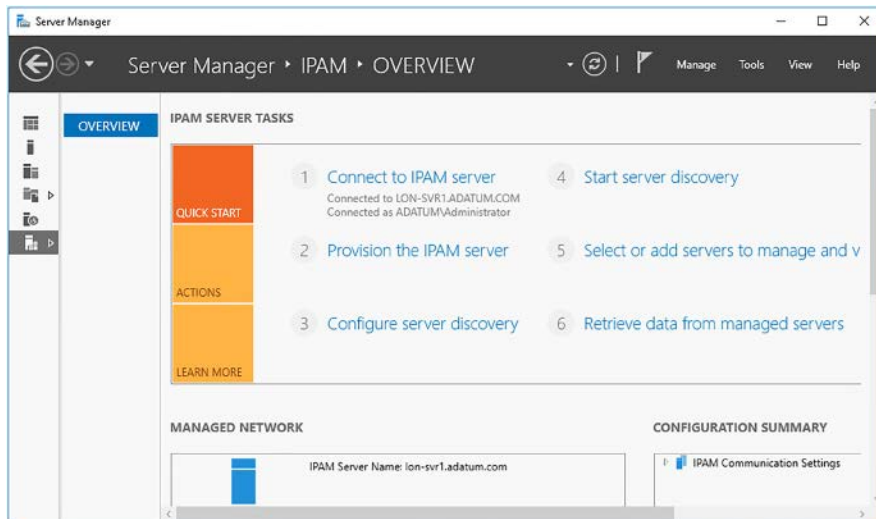 Server Manager
Server Manager ‣ IPAM ‣ OVERVIEW
Manage Tools View Help
OVERVIEW
IPAM SERVER TASKS
QUICK START
ACTIONS
LEARN MORE
1 Connect to IPAM server
Connected to LON-SVR1.ADATUM.COM
Connected as ADATUM\Administrator
2 Provision the IPAM server
3 Configure server discovery
4 Start server discovery
5 Select or add servers to manage and v
6 Retrieve data from managed servers
MANAGED NETWORK
IPAM Server Name: lon-svr1.adatum.com
CONFIGURATION SUMMARY
IPAM Communication Settings